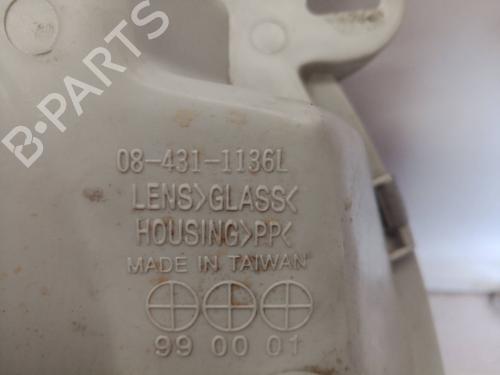 B-PARTS
08-431-1136L
LENS>GLASS<
HOUSING>PP<
MADE IN TAIWAN
99 00 01